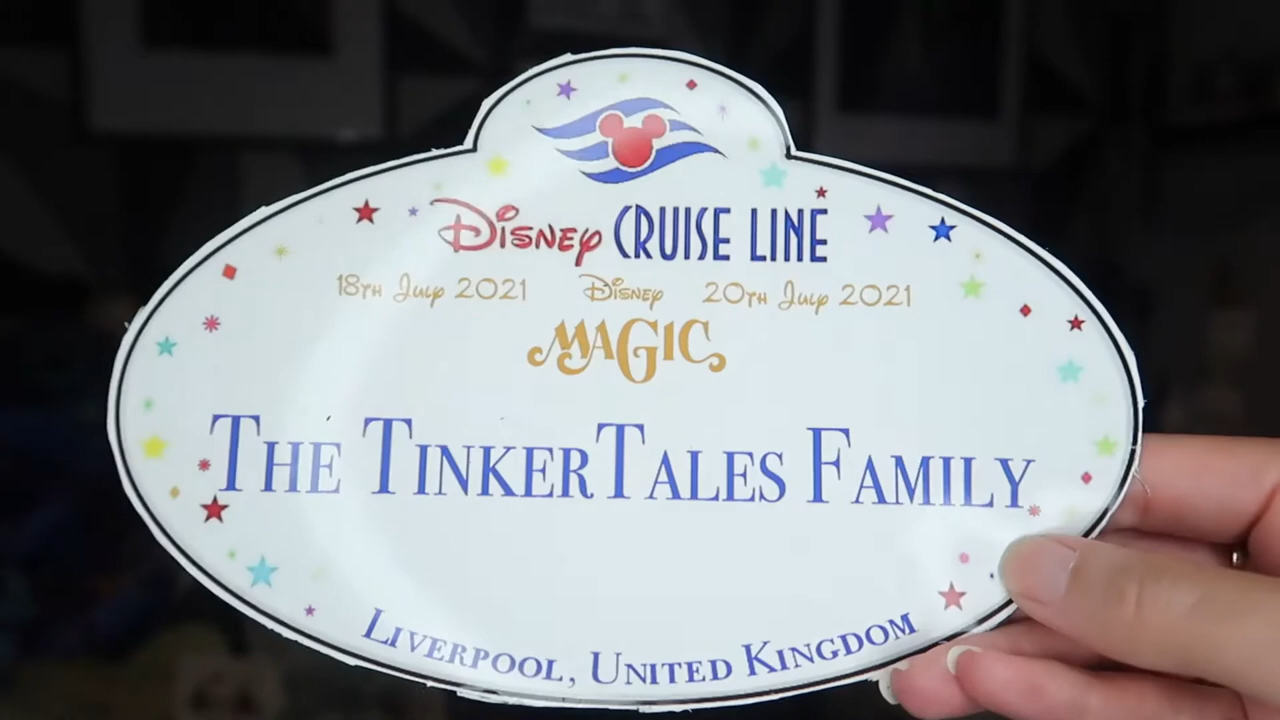 Disney CRUISE LINE
18th July 2021 Disney 20th July 2021
MAGIC
THE TINKERTALES FAMILY
LIVERPOOL, UNITED KINGDOM